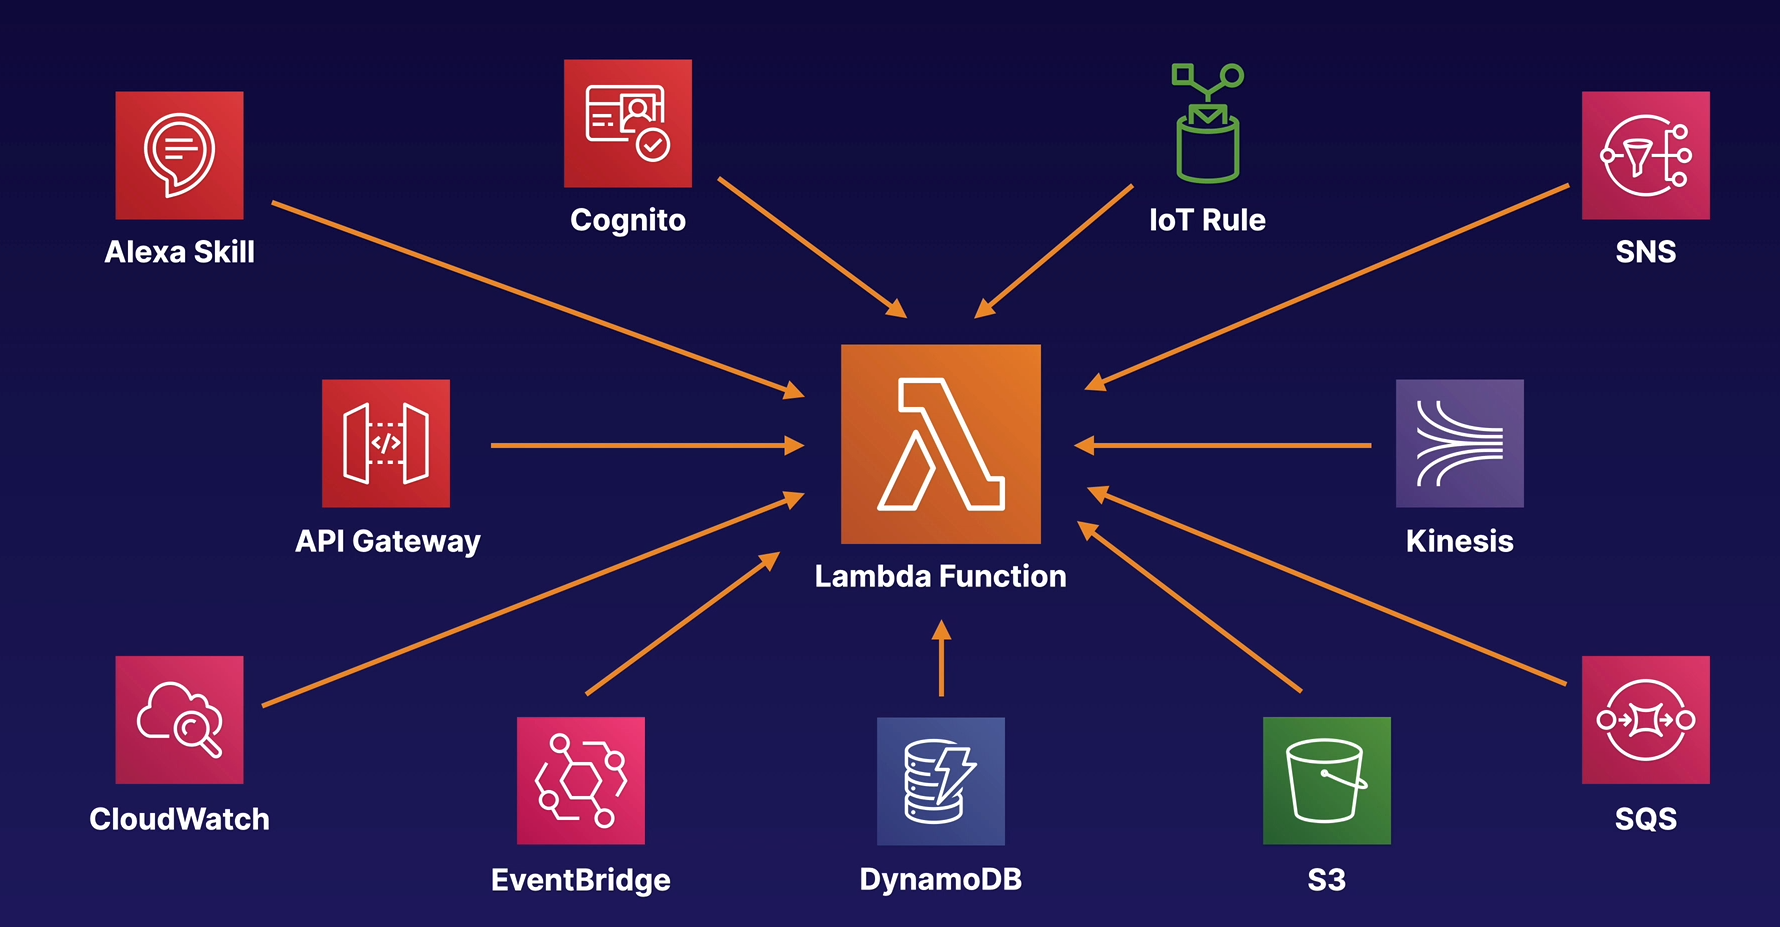 Alexa Skill
Cognito
IoT Rule
SNS
API Gateway
</>
Lambda Function
Kinesis
CloudWatch
EventBridge
DynamoDB
S3
SQS